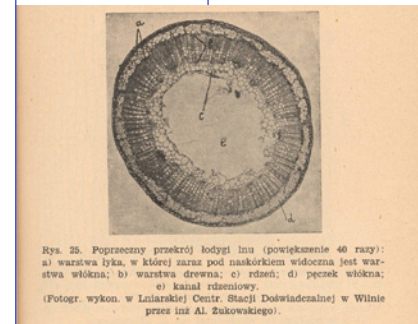 a
c
e
d
Rys. 25. Poprzeczny przekrój łodygi lnu (powiększenie 40 razy):
a) warstwa łyka, w której zaraz pod naskórkiem widoczna jest war-
stwa włókna; b) warstwa drewna; c) rdzeń; d) pęczek włókna;
e) kanał rdzeniowy.
(Fotogr. wykon. w Lniarskiej Centr. Stacji Doświadczalnej w Wilnie
przez inż Al. Żukowskiego).